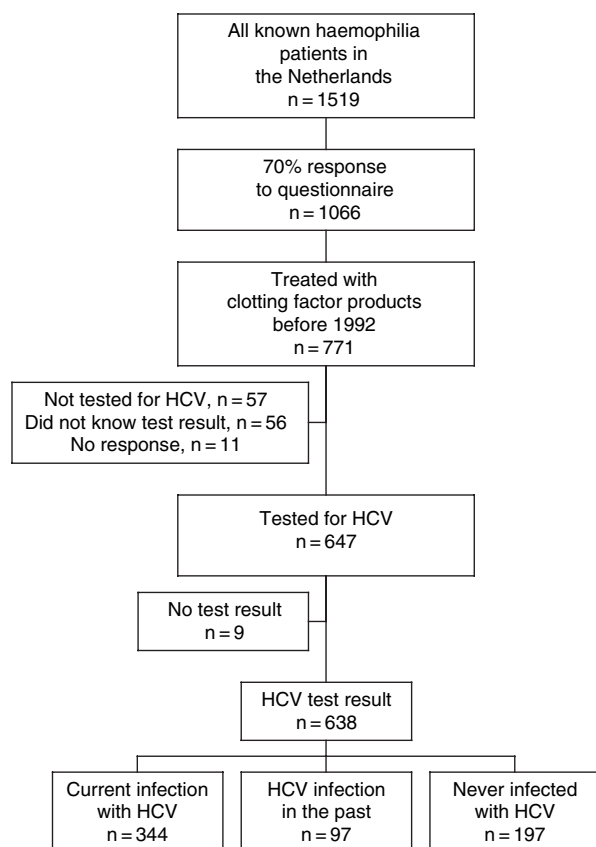 All known haemophilia
patients in
the Netherlands
n = 1519
70% response
to questionnaire
n = 1066
Treated with
clotting factor products
before 1992
n = 771
Not tested for HCV, n = 57
Did not know test result, n = 56
No response, n = 11
Tested for HCV
n = 647
No test result
n = 9
HCV test result
n = 638
Current infection
with HCV
n = 344
HCV infection
in the past
n = 97
Never infected
with HCV
n = 197